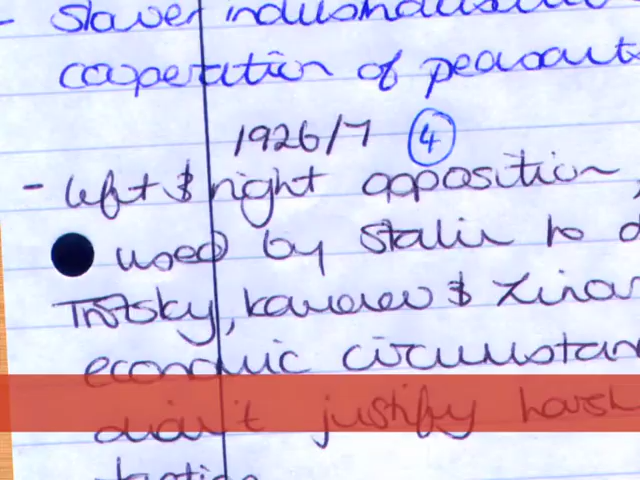 - Slower
cooperation of peasants
1926/7 ④
- left & right opposition,
used by Stalin to
Trotsky, Kamenev & Zinov
economic circumstan
didn't justify harsh